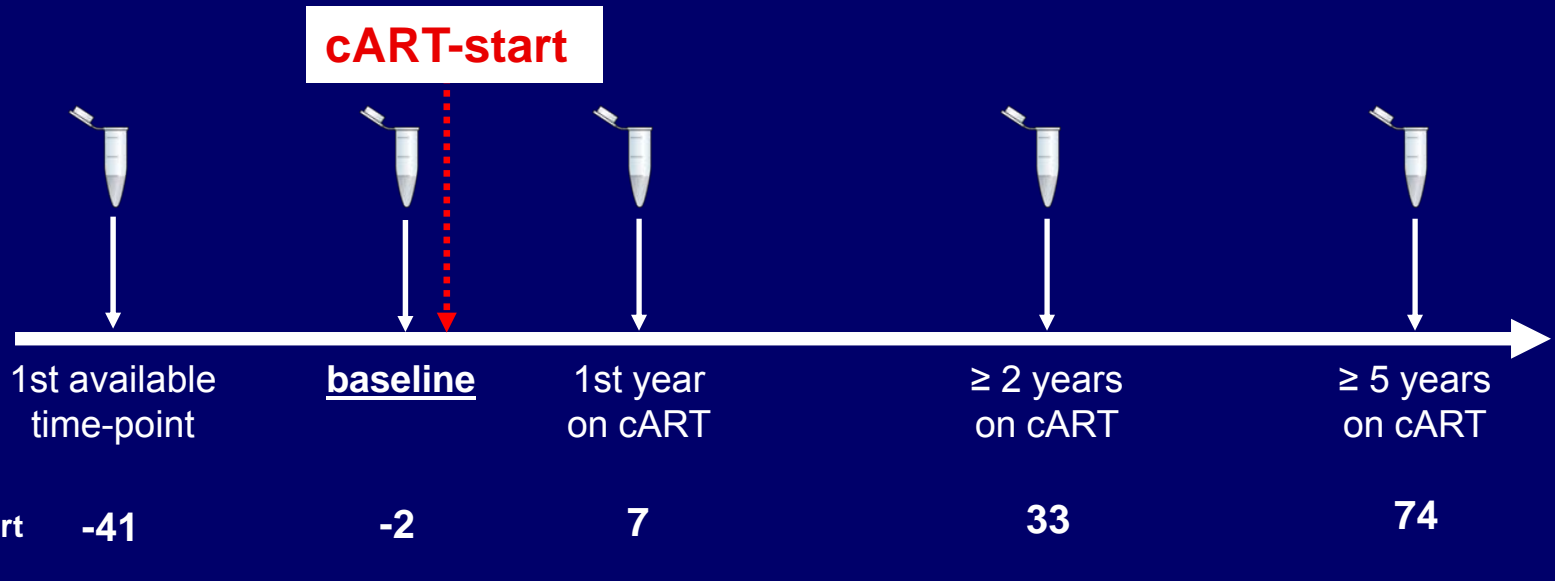 cART-start
1st available
time-point
baseline
1st year
on cART
≥ 2 years
on cART
≥ 5 years
on cART
rt -41 -2 7 33 74